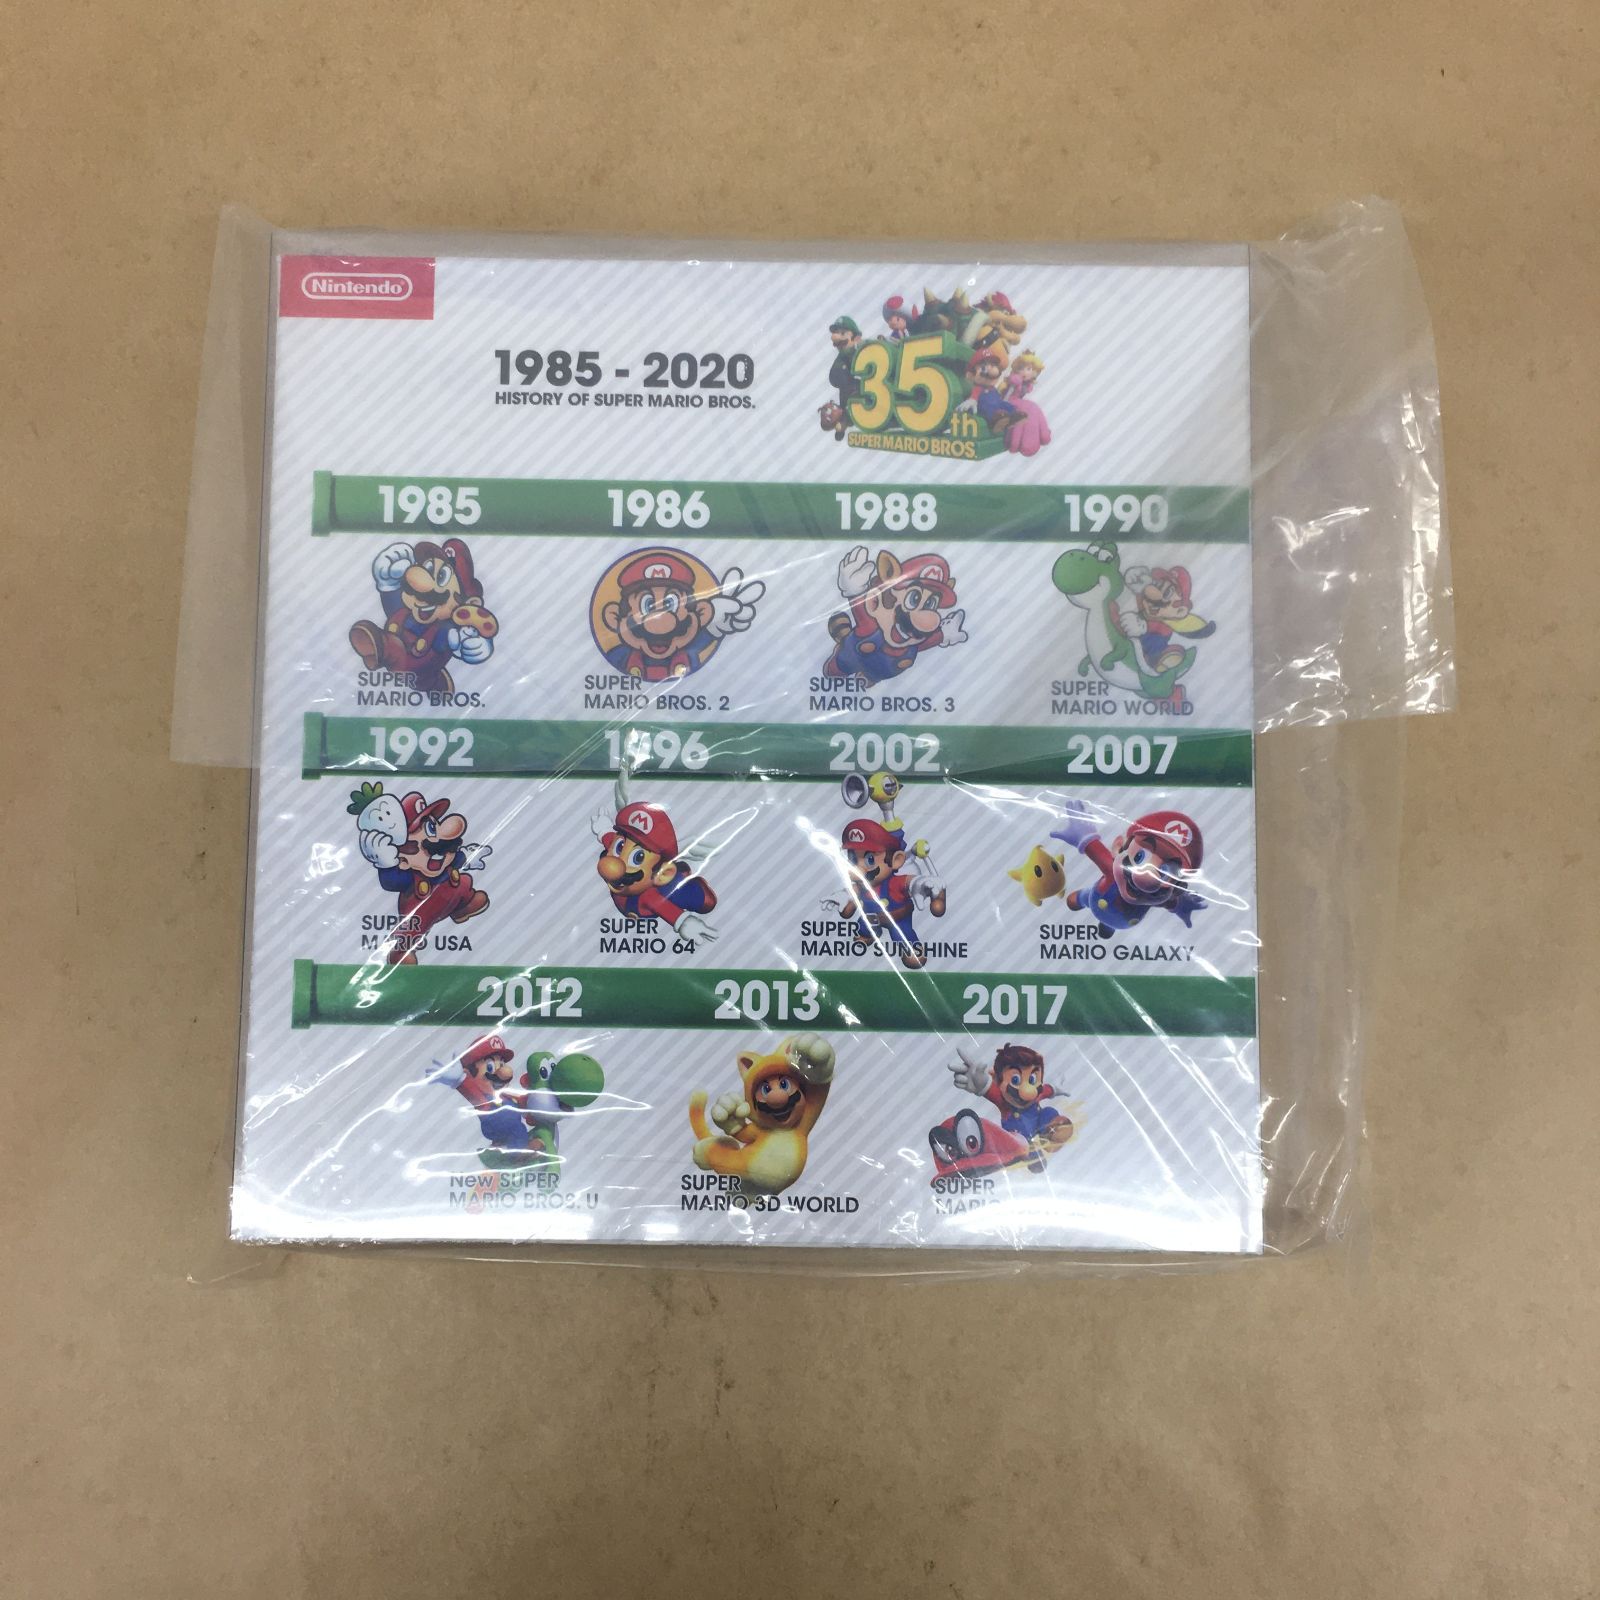 Nintendo
1985 - 2020
HISTORY OF SUPER MARIO BROS.
35th
SUPER MARIO BROS.
1985 1986 1988 1990
SUPER
MARIO BROS.
SUPER
MARIO BROS. 2
SUPER
MARIO BROS. 3
SUPER
MARIO WORLD
1992 1996 2002 2007
SUPER
MARIO USA
SUPER
MARIO 64
SUPER
MARIO SUNSHINE
SUPER
MARIO GALAXY
2012 2013 2017
New SUPER
MARIO BROS. U
SUPER
MARIO 3D WORLD
SUPER
MARIO